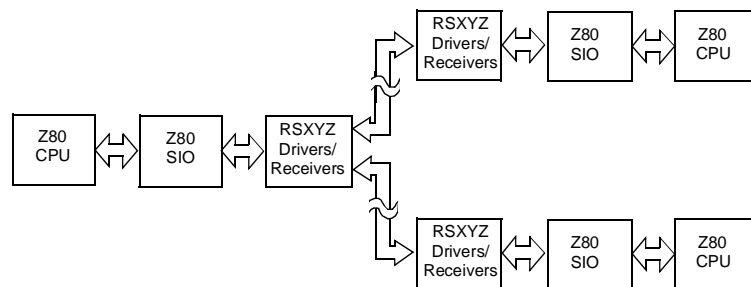 RSXYZ
Drivers/
Receivers
Z80
SIO
Z80
CPU
Z80
CPU
Z80
SIO
RSXYZ
Drivers/
Receivers
RSXYZ
Drivers/
Receivers
Z80
SIO
Z80
CPU